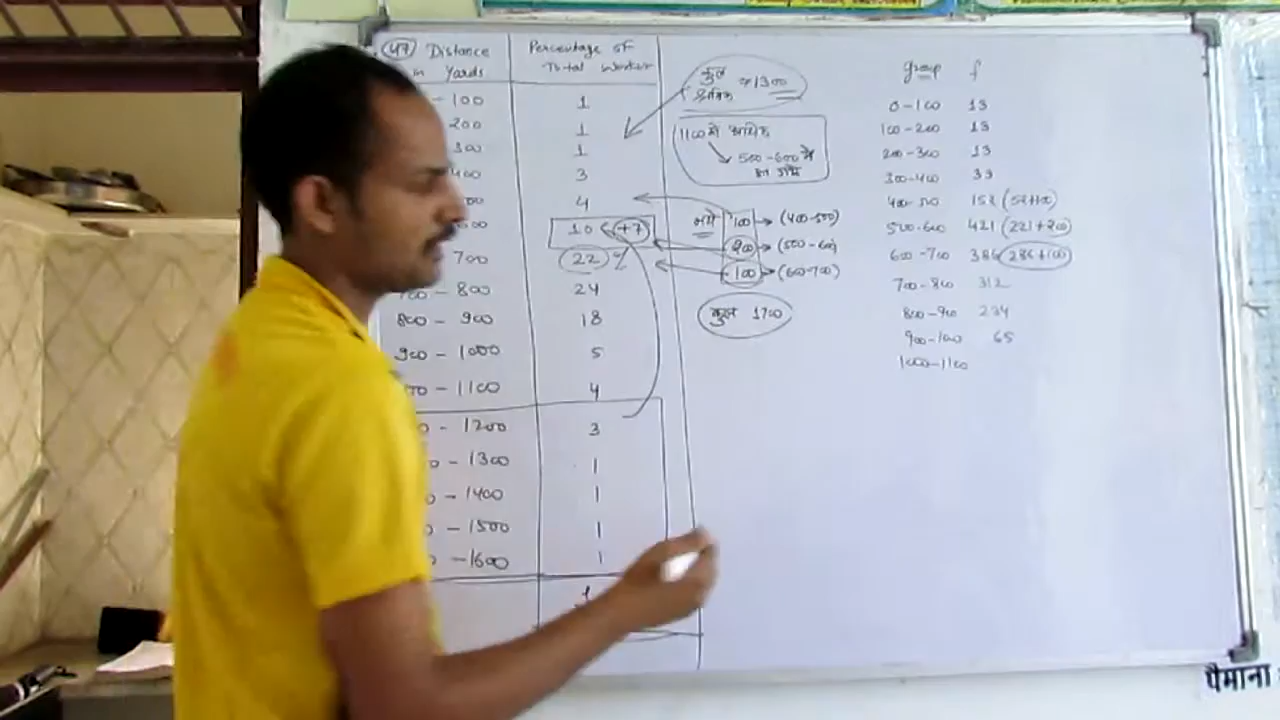 47 Distance in Yards
Percentage of Total Worker
- 100 1
200 1
300 1
400 3
4
10 +7
700 22 %
700 - 800 24
800 - 900 18
900 - 1000 5
- 1100 4
- 1200 3
- 1300 1
- 1400 1
- 1500 1
- 1600 1
1
कुल श्रमिक = 1300
1100 से अधिक
500-600 में
नये 100 → (400-500)
200 → (500-600)
100 → (600-700)
कुल 1700
group f
0-100 13
100-200 13
200-300 13
300-400 39
400-500 152 (52+100)
500-600 421 (221+200)
600-700 386 (286+100)
700-800 312
800-900 234
900-1000 65
1000-1100
पैमाना